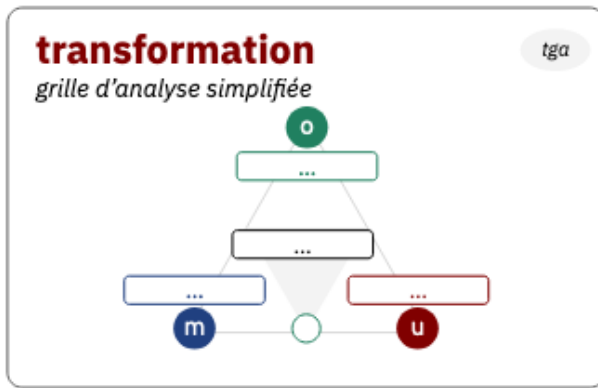 transformation
tga
grille d'analyse simplifiée
o
...
...
...
...
m
u